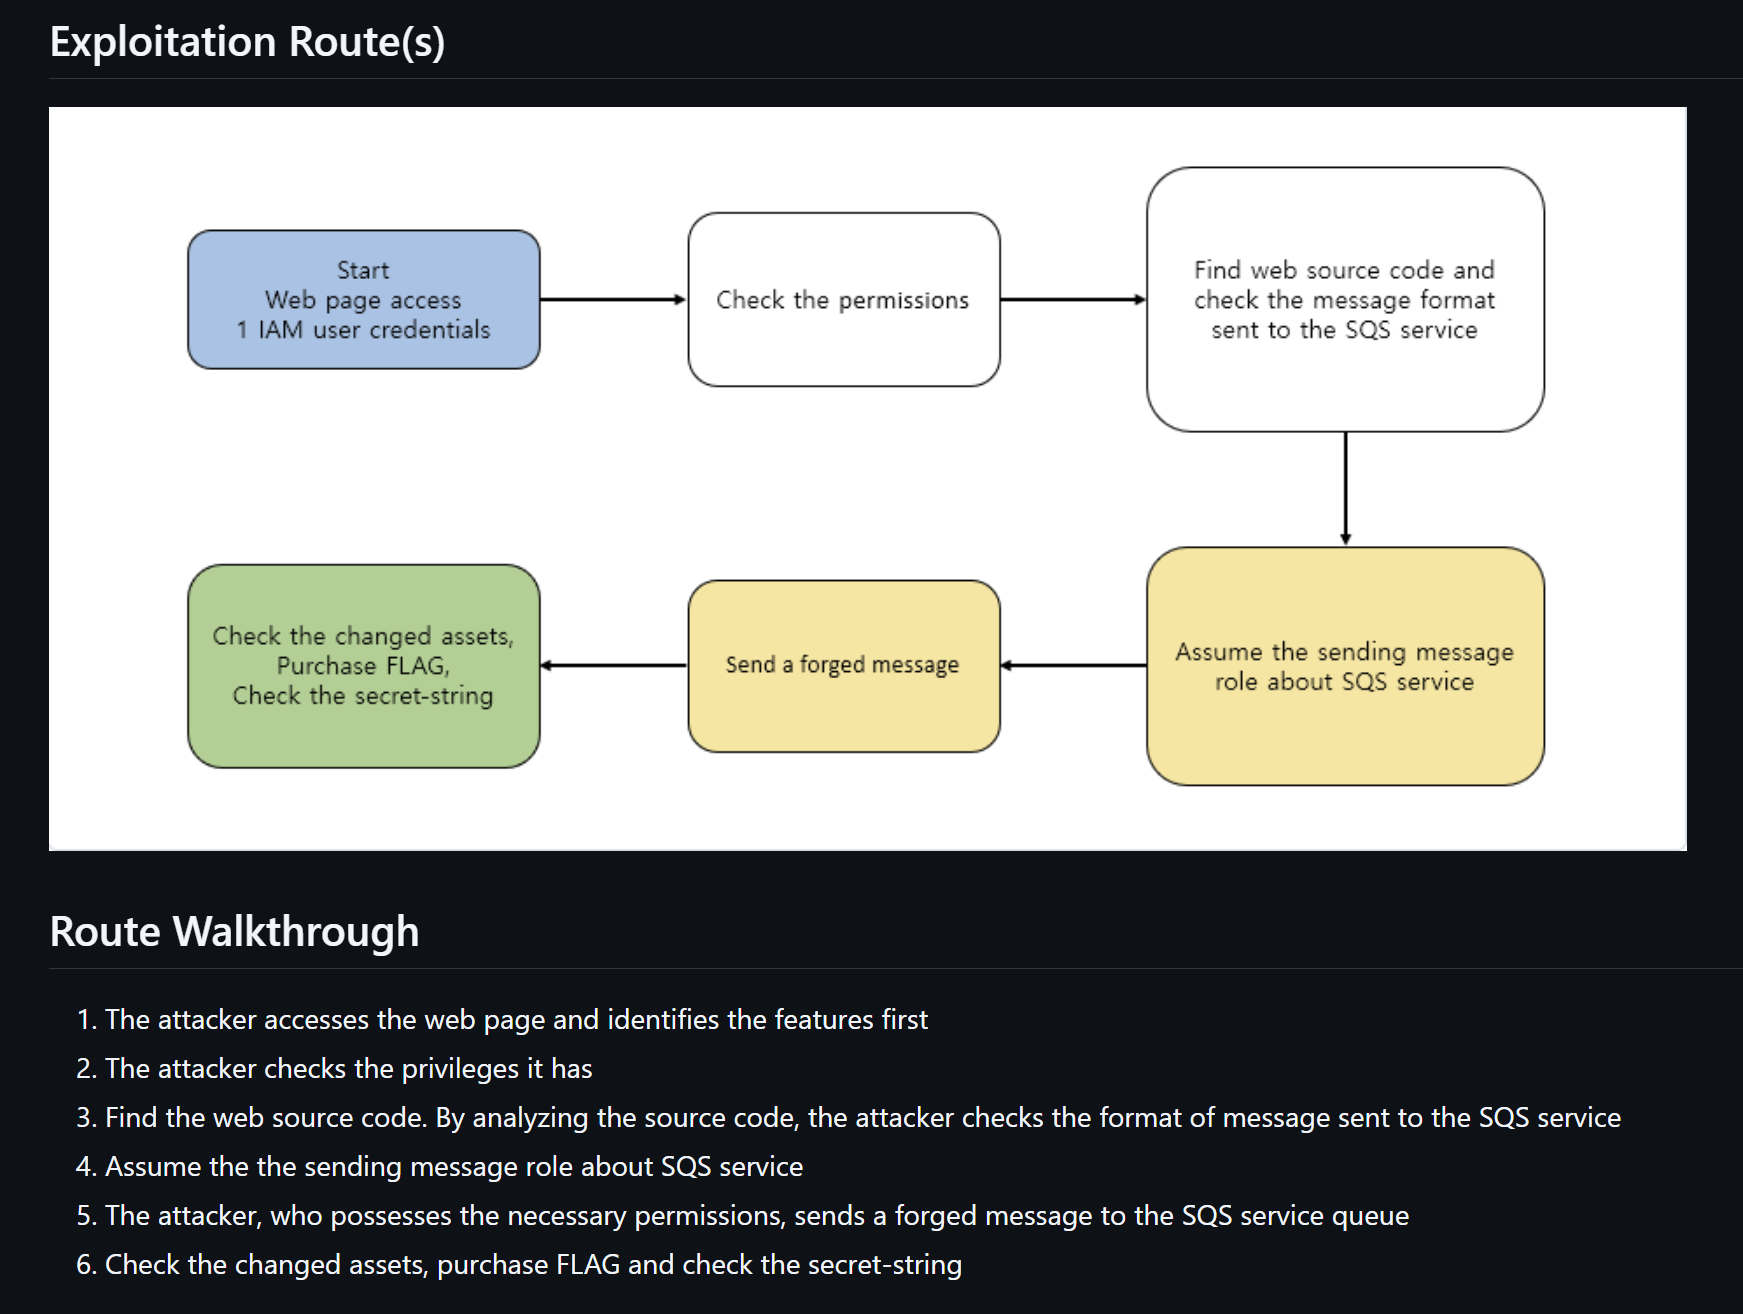 Exploitation Route(s)
Start
Web page access
1 IAM user credentials
Check the permissions
Find web source code and
check the message format
sent to the SQS service
Assume the sending message
role about SQS service
Send a forged message
Check the changed assets,
Purchase FLAG,
Check the secret-string
Route Walkthrough
1. The attacker accesses the web page and identifies the features first
2. The attacker checks the privileges it has
3. Find the web source code. By analyzing the source code, the attacker checks the format of message sent to the SQS service
4. Assume the the sending message role about SQS service
5. The attacker, who possesses the necessary permissions, sends a forged message to the SQS service queue
6. Check the changed assets, purchase FLAG and check the secret-string